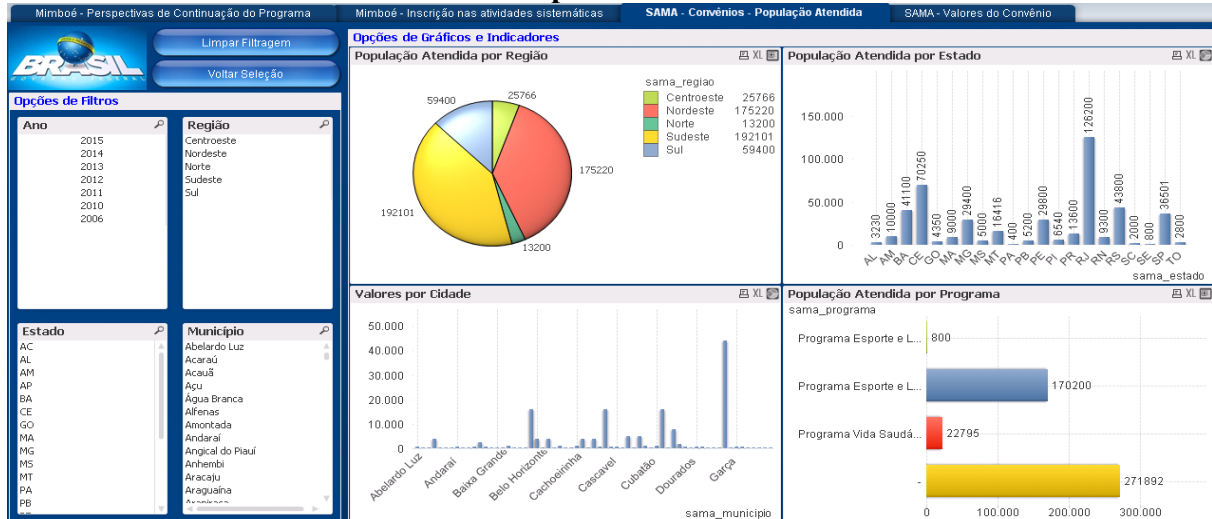 Mimboé - Perspectivas de Continuação do Programa
Mimboé - Inscrição nas atividades sistemáticas
SAMA - Convênios - População Atendida
SAMA - Valores do Convênio
BRASIL
Limpar Filtragem
Voltar Seleção
Opções de Filtros
Ano
2015
2014
2013
2012
2011
2010
2006
Região
Centroeste
Nordeste
Norte
Sudeste
Sul
Estado
AC
AL
AM
AP
BA
CE
GO
MA
MG
MS
MT
PA
PB
Município
Abelardo Luz
Acaraú
Acauã
Açu
Água Branca
Alfenas
Amontada
Andaraí
Angical do Piauí
Anhembi
Aracaju
Araguaína
Opções de Gráficos e Indicadores
População Atendida por Região
XL
59400
25766
175220
192101
13200
sama_regiao
Centroeste 25766
Nordeste 175220
Norte 13200
Sudeste 192101
Sul 59400
População Atendida por Estado
XL
150.000
100.000
50.000
0
3230
10000
41100
70250
4350
9000
29400
5000
16416
400
5200
29800
6540
13600
126200
9300
43800
2000
800
36501
2800
AL
AM
BA
CE
GO
MA
MG
MS
MT
PA
PB
PE
PI
PR
RJ
RN
RS
SC
SE
SP
TO
sama_estado
Valores por Cidade
XL
50.000
40.000
30.000
20.000
10.000
0
Abelardo Luz
Andaraí
Baixa Grande
Belo Horizonte
Cachoeirinha
Cascavel
Cubatão
Dourados
Garça
sama_municipio
População Atendida por Programa
XL
sama_programa
Programa Esporte e L... 800
Programa Esporte e L... 170200
Programa Vida Saudá... 22795
- 271892
0
100.000
200.000
300.000